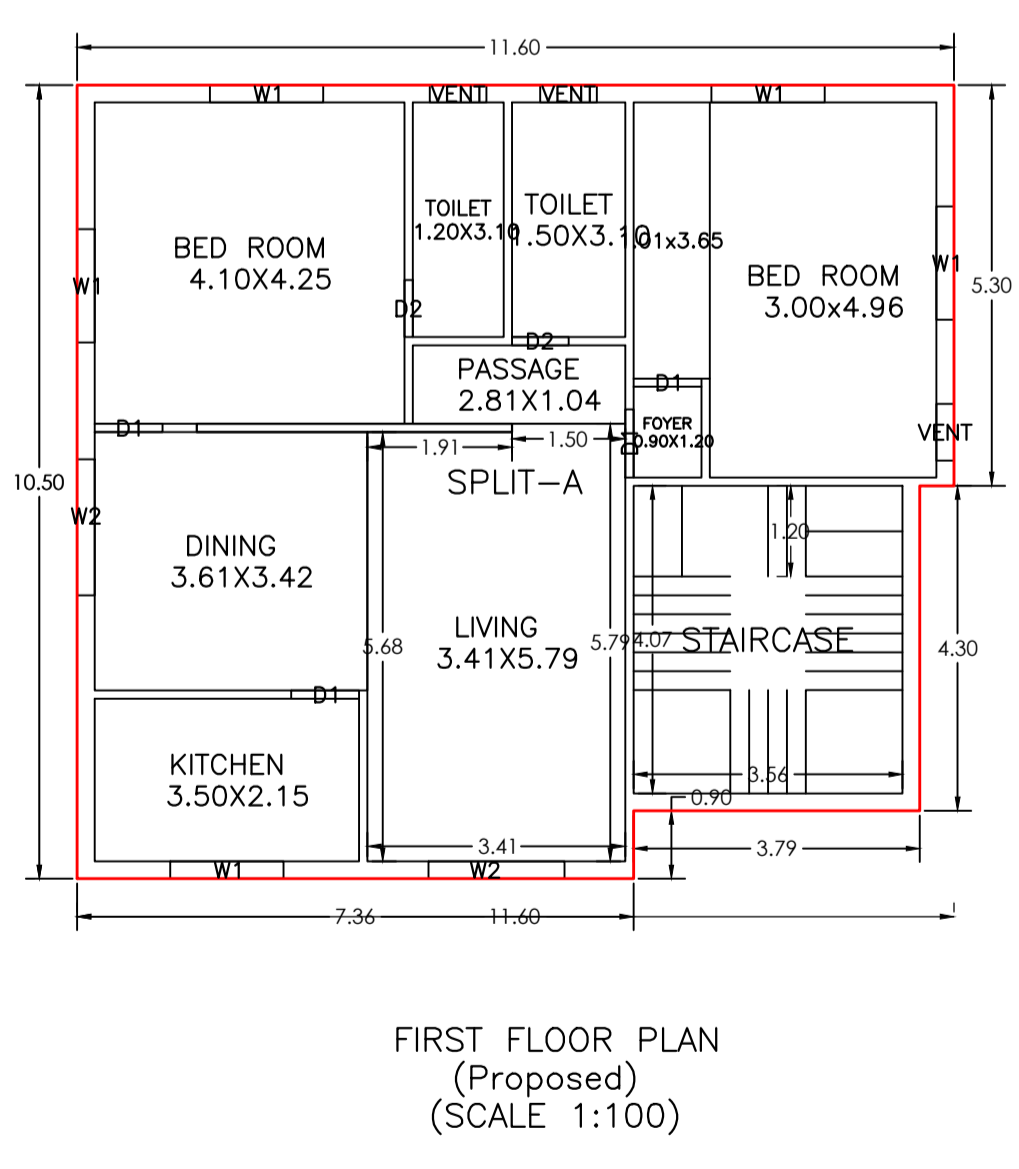 11.60
W1
VENT
VENT
W1
TOILET
1.20X3.10
TOILET
1.50X3.10
1.01x3.65
BED ROOM
4.10X4.25
BED ROOM
3.00x4.96
W1
W1
5.30
D2
D2
PASSAGE
2.81X1.04
D1
FOYER
0.90X1.20
D1
D1
VENT
1.91
1.50
10.50
SPLIT-A
W2
1.20
DINING
3.61X3.42
LIVING
3.41X5.79
5.68
5.79
4.07
STAIRCASE
4.30
D1
KITCHEN
3.50X2.15
3.56
0.90
3.41
3.79
W1
W2
7.36
11.60
FIRST FLOOR PLAN
(Proposed)
(SCALE 1:100)